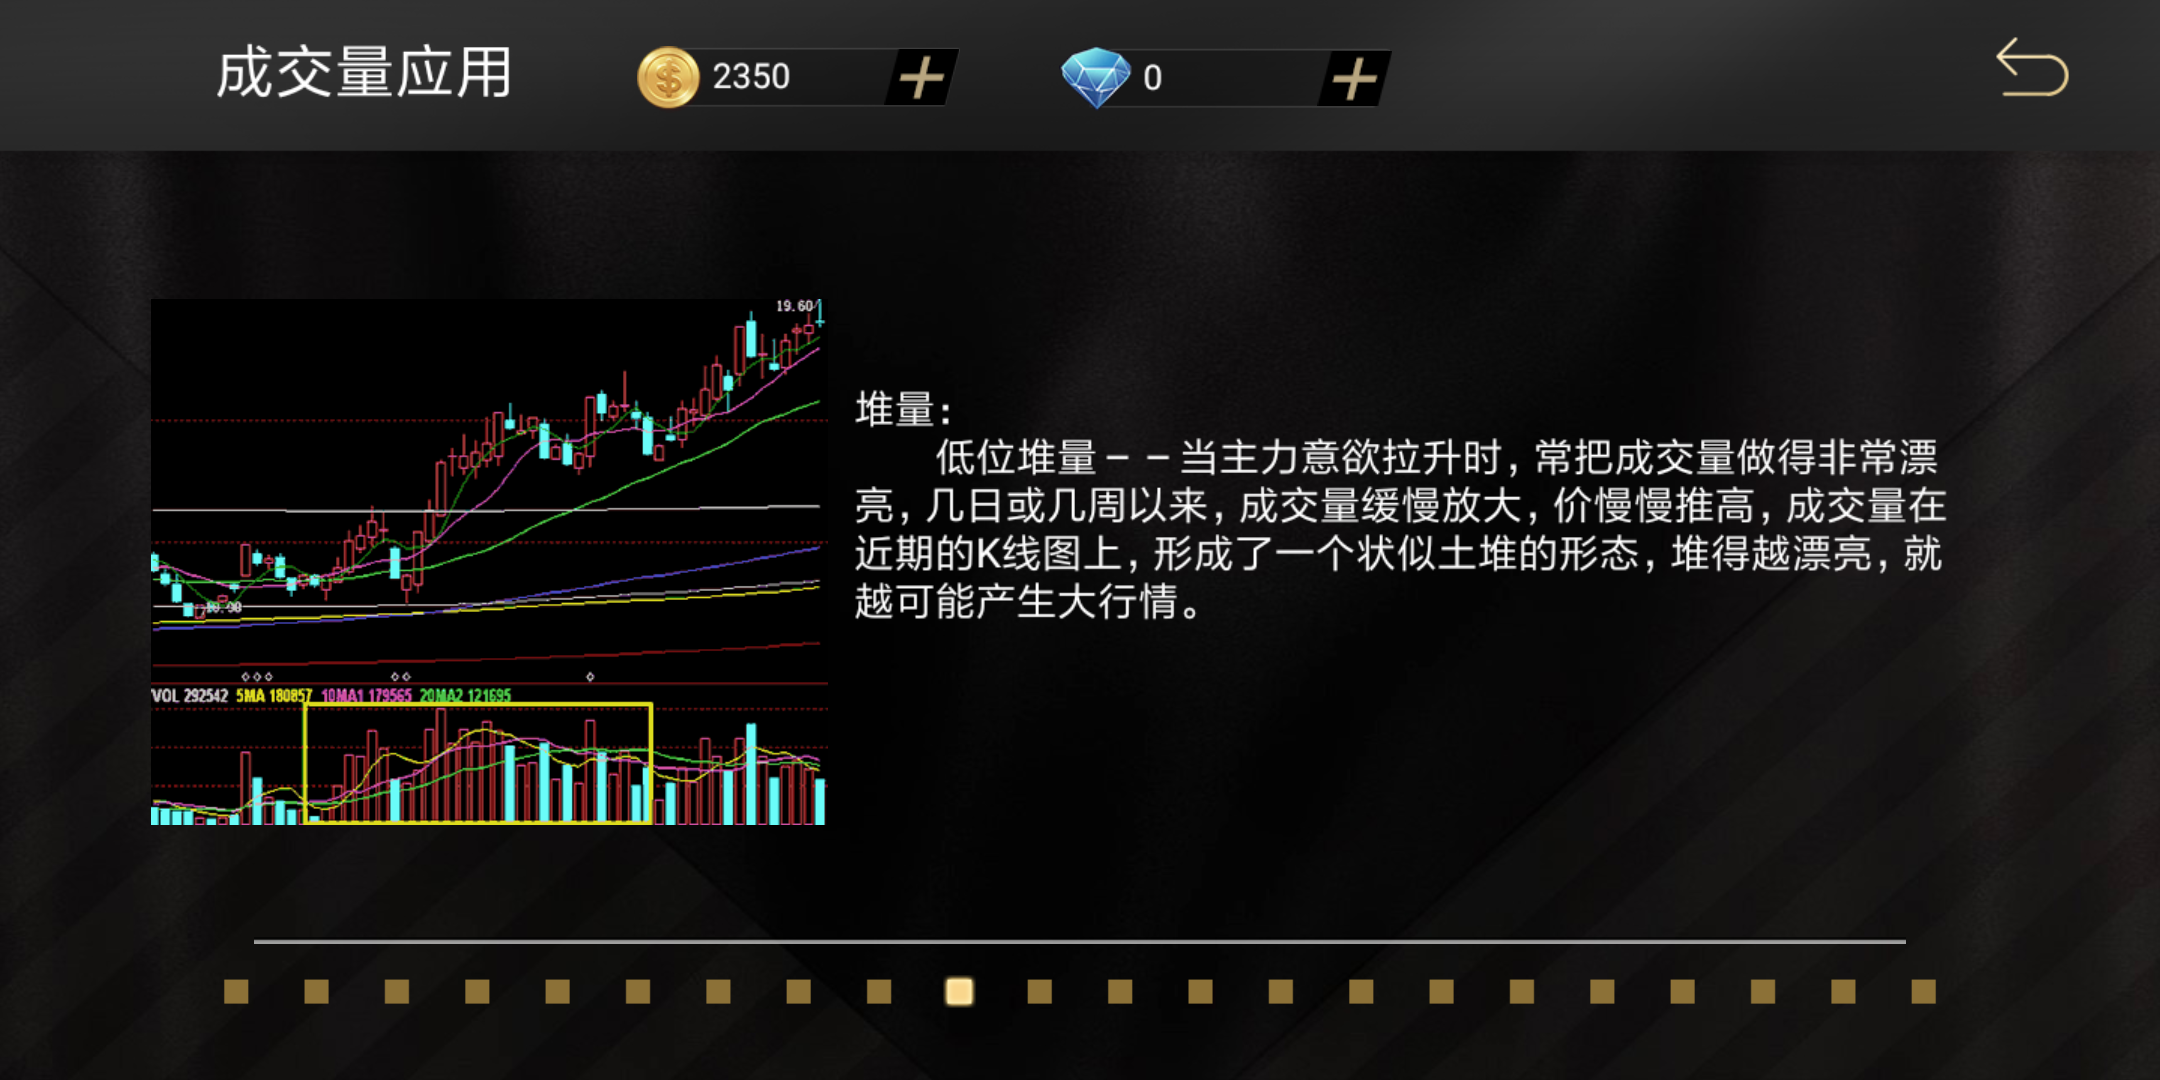 成交量应用
2350
0
19.60
10.90
VOL 292542 5MA 180857 10MA1 179565 20MA2 121695
堆量：
低位堆量－－当主力意欲拉升时，常把成交量做得非常漂
亮，几日或几周以来，成交量缓慢放大，价慢慢推高，成交量在
近期的K线图上，形成了一个状似土堆的形态，堆得越漂亮，就
越可能产生大行情。